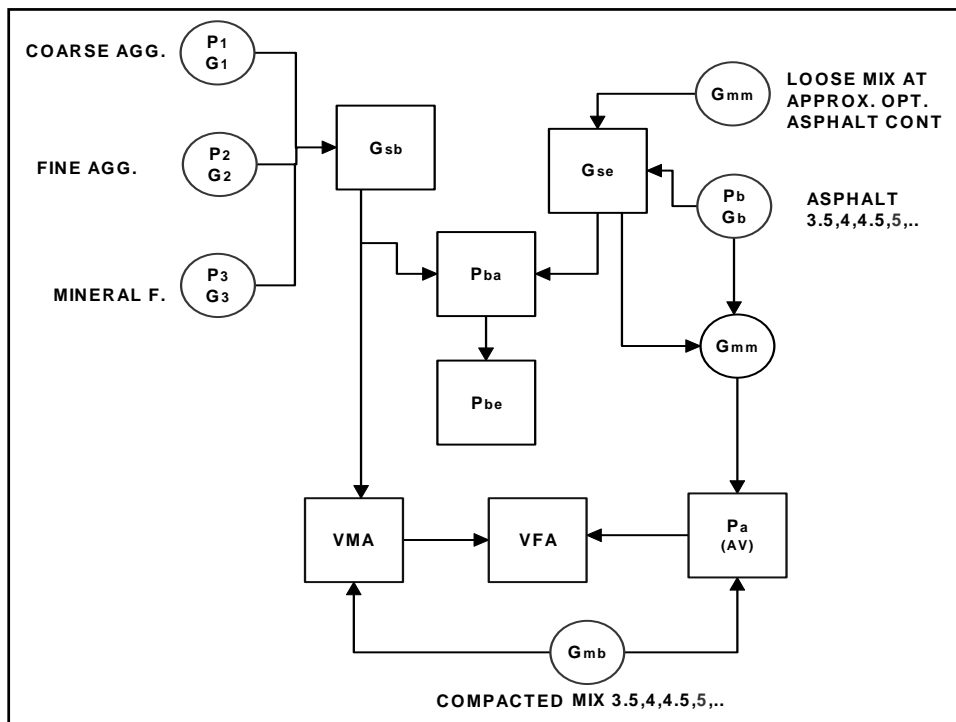 COARSE AGG.
P1
G1
Gmm
LOOSE MIX AT
APPROX. OPT.
ASPHALT CONT
FINE AGG.
P2
G2
Gsb
Gse
Pb
Gb
ASPHALT
3.5,4,4.5,5,..
MINERAL F.
P3
G3
Pba
Gmm
Pbe
VMA
VFA
Pa
(AV)
Gmb
COMPACTED MIX 3.5,4,4.5,5,..